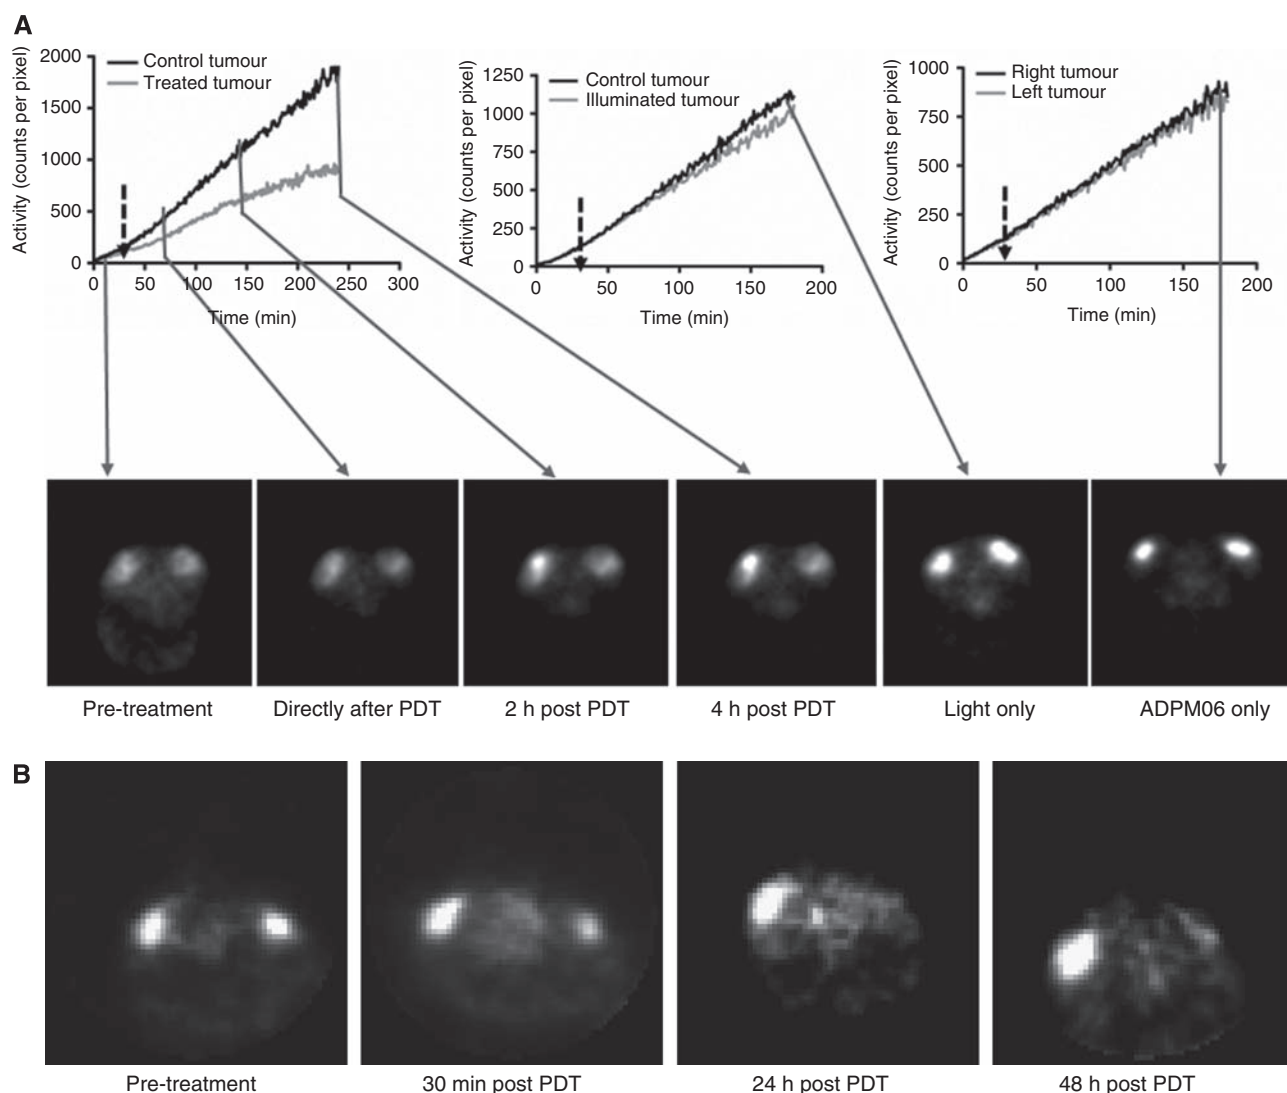 A
Activity (counts per pixel)
2000
1500
1000
500
0
0 50 100 150 200 250 300
Time (min)
Control tumour
Treated tumour
Activity (counts per pixel)
1250
1000
750
500
250
0
0 50 100 150 200
Time (min)
Control tumour
Illuminated tumour
Activity (counts per pixel)
1000
750
500
250
0
0 50 100 150 200
Time (min)
Right tumour
Left tumour
Pre-treatment
Directly after PDT
2 h post PDT
4 h post PDT
Light only
ADPM06 only
B
Pre-treatment
30 min post PDT
24 h post PDT
48 h post PDT